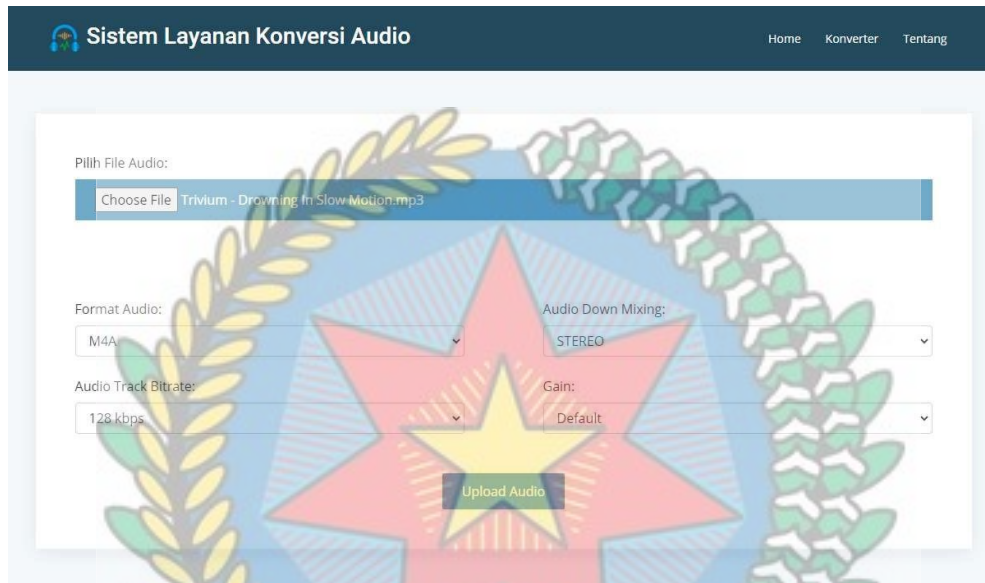 Sistem Layanan Konversi Audio
Home Konverter Tentang
Pilih File Audio:
Choose File Trivium - Drowning In Slow Motion.mp3
Format Audio: Audio Down Mixing:
M4A STEREO
Audio Track Bitrate: Gain:
128 kbps Default
Upload Audio